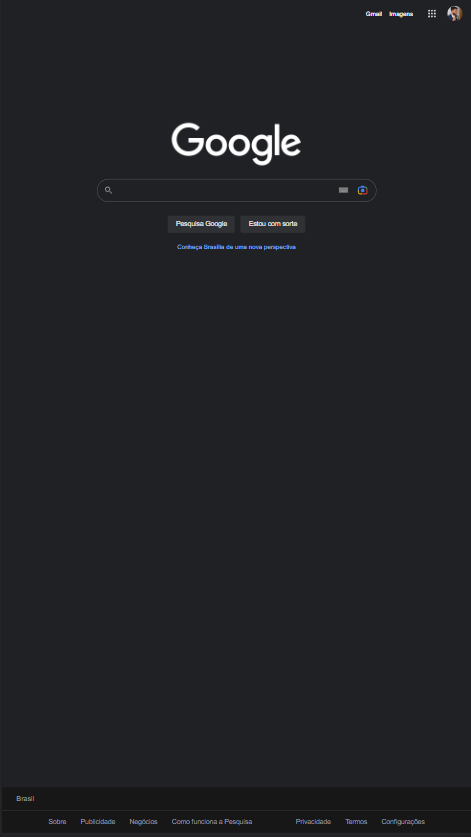 Gmail Imagens
Google
Pesquisa Google Estou com sorte
Conheça Brasília de uma nova perspectiva
Brasil
Sobre Publicidade Negócios Como funciona a Pesquisa Privacidade Termos Configurações